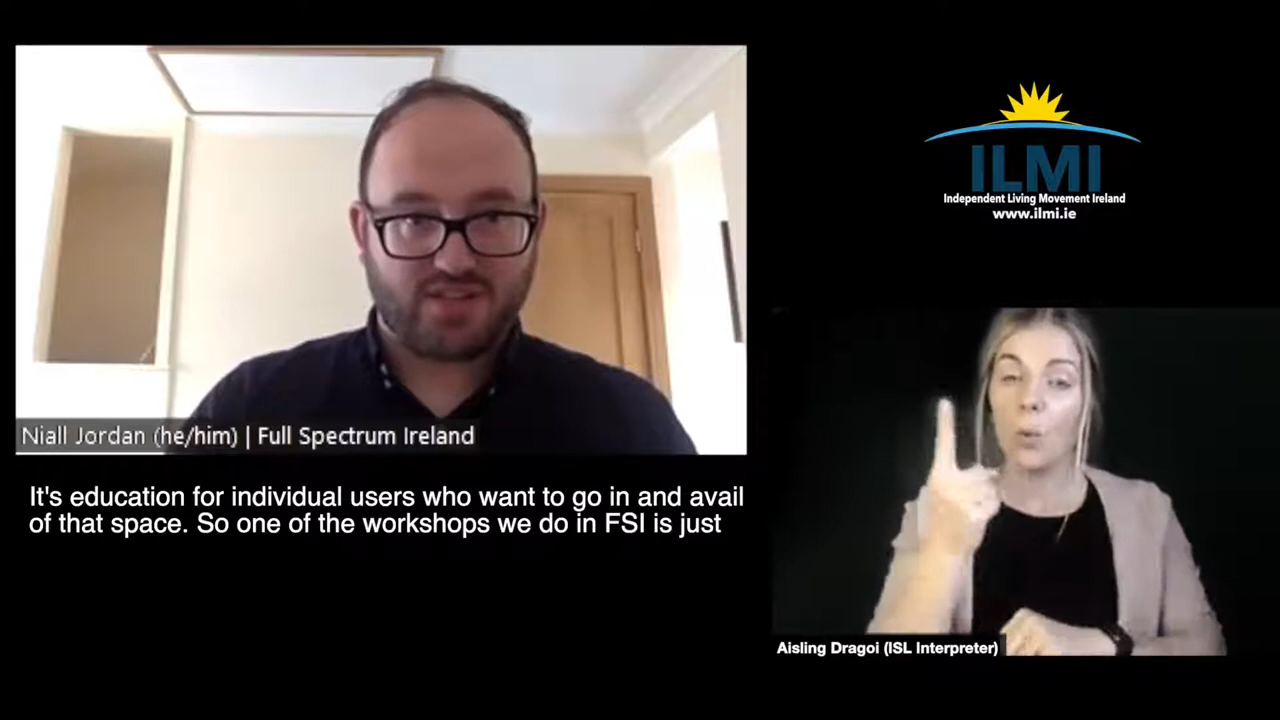 ILMI
Independent Living Movement Ireland
www.ilmi.ie
Niall Jordan (he/him) | Full Spectrum Ireland
It's education for individual users who want to go in and avail
of that space. So one of the workshops we do in FSI is just
Aisling Dragoi (ISL Interpreter)